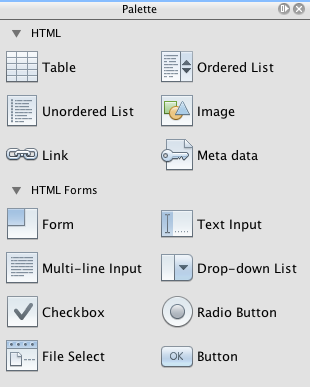 Palette
HTML
Table
Ordered List
Unordered List
Image
Link
Meta data
HTML Forms
Form
Text Input
Multi-line Input
Drop-down List
Checkbox
Radio Button
File Select
OK
Button